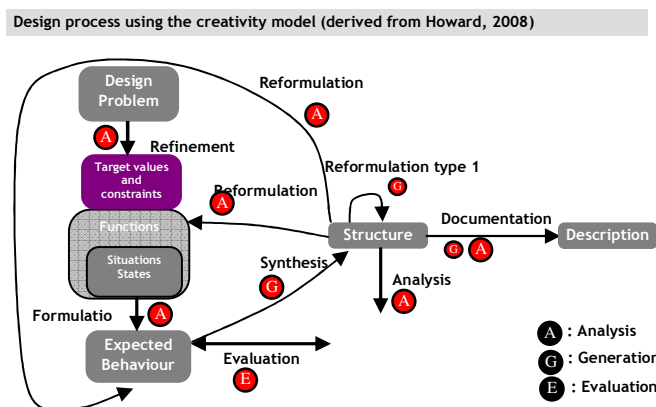 Design process using the creativity model (derived from Howard, 2008)
Design
Problem
Reformulation
A
A
Refinement
Target values
and
constraints
Reformulation type 1
G
Reformulation
A
Functions
Structure
Documentation
G A
Description
Situations
States
Synthesis
G
Analysis
A
Formulatio
A
Expected
Behaviour
Evaluation
E
A : Analysis
G : Generation
E : Evaluation